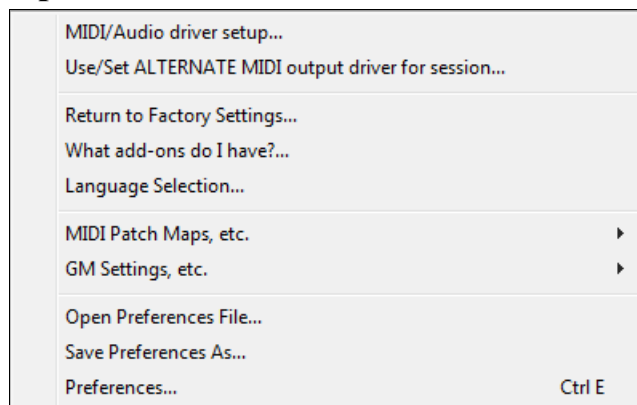 MIDI/Audio driver setup...
Use/Set ALTERNATE MIDI output driver for session...
Return to Factory Settings...
What add-ons do I have?...
Language Selection...
MIDI Patch Maps, etc.
GM Settings, etc.
Open Preferences File...
Save Preferences As...
Preferences... Ctrl E